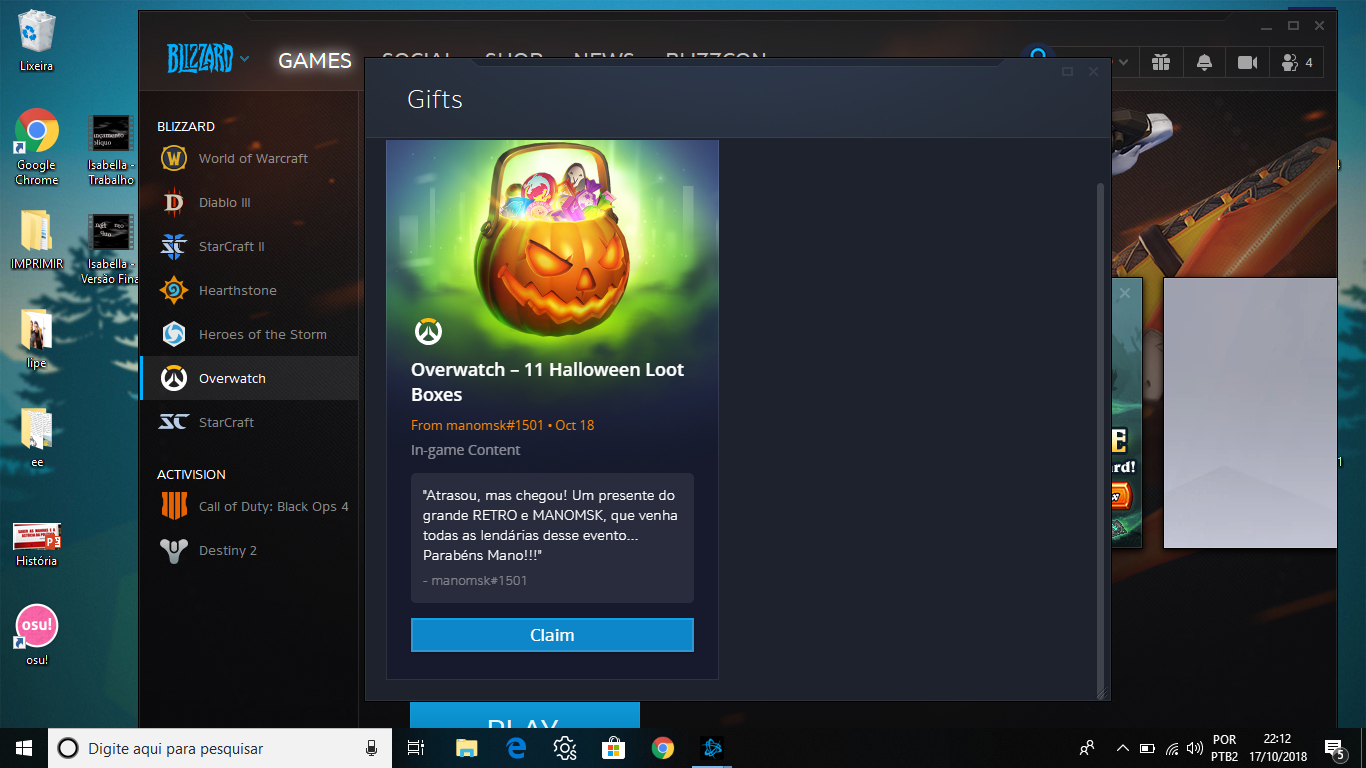 Lixeira
Google
Chrome
Isabella -
Trabalho
IMPRIMIR
Isabella -
Versão Fina
lipe
ee
História
osu!
osu!
BLIZZARD
GAMES
SOCIAL
SHOP
NEWS
BLIZZCON
4
BLIZZARD
World of Warcraft
Diablo III
StarCraft II
Hearthstone
Heroes of the Storm
Overwatch
StarCraft
ACTIVISION
Call of Duty: Black Ops 4
Destiny 2
Gifts
Overwatch – 11 Halloween Loot
Boxes
From manomsk#1501 • Oct 18
In-game Content
"Atrasou, mas chegou! Um presente do
grande RETRO e MANOMSK, que venha
todas as lendárias desse evento...
Parabéns Mano!!!"
- manomsk#1501
Claim
PLAY
Digite aqui para pesquisar
POR
PTB2
22:12
17/10/2018
5